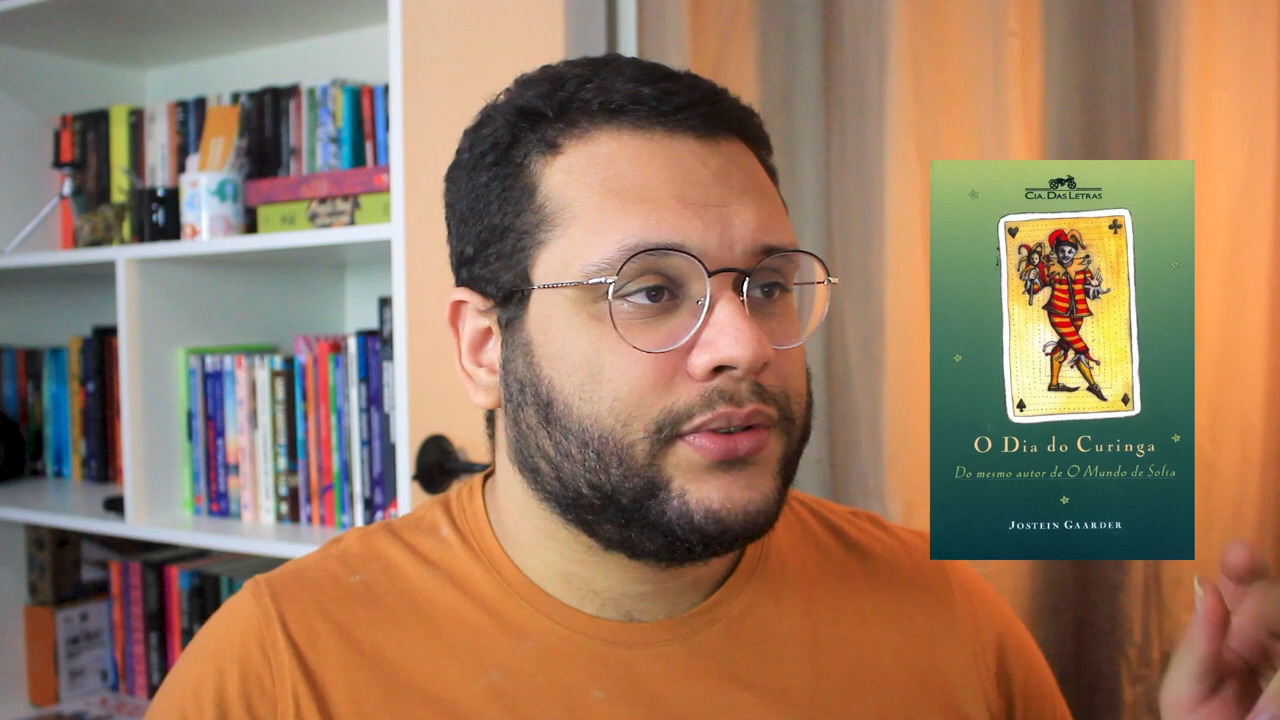 CIA. DAS LETRAS
O Dia do Curinga
Do mesmo autor de O Mundo de Sofia
JOSTEIN GAARDER